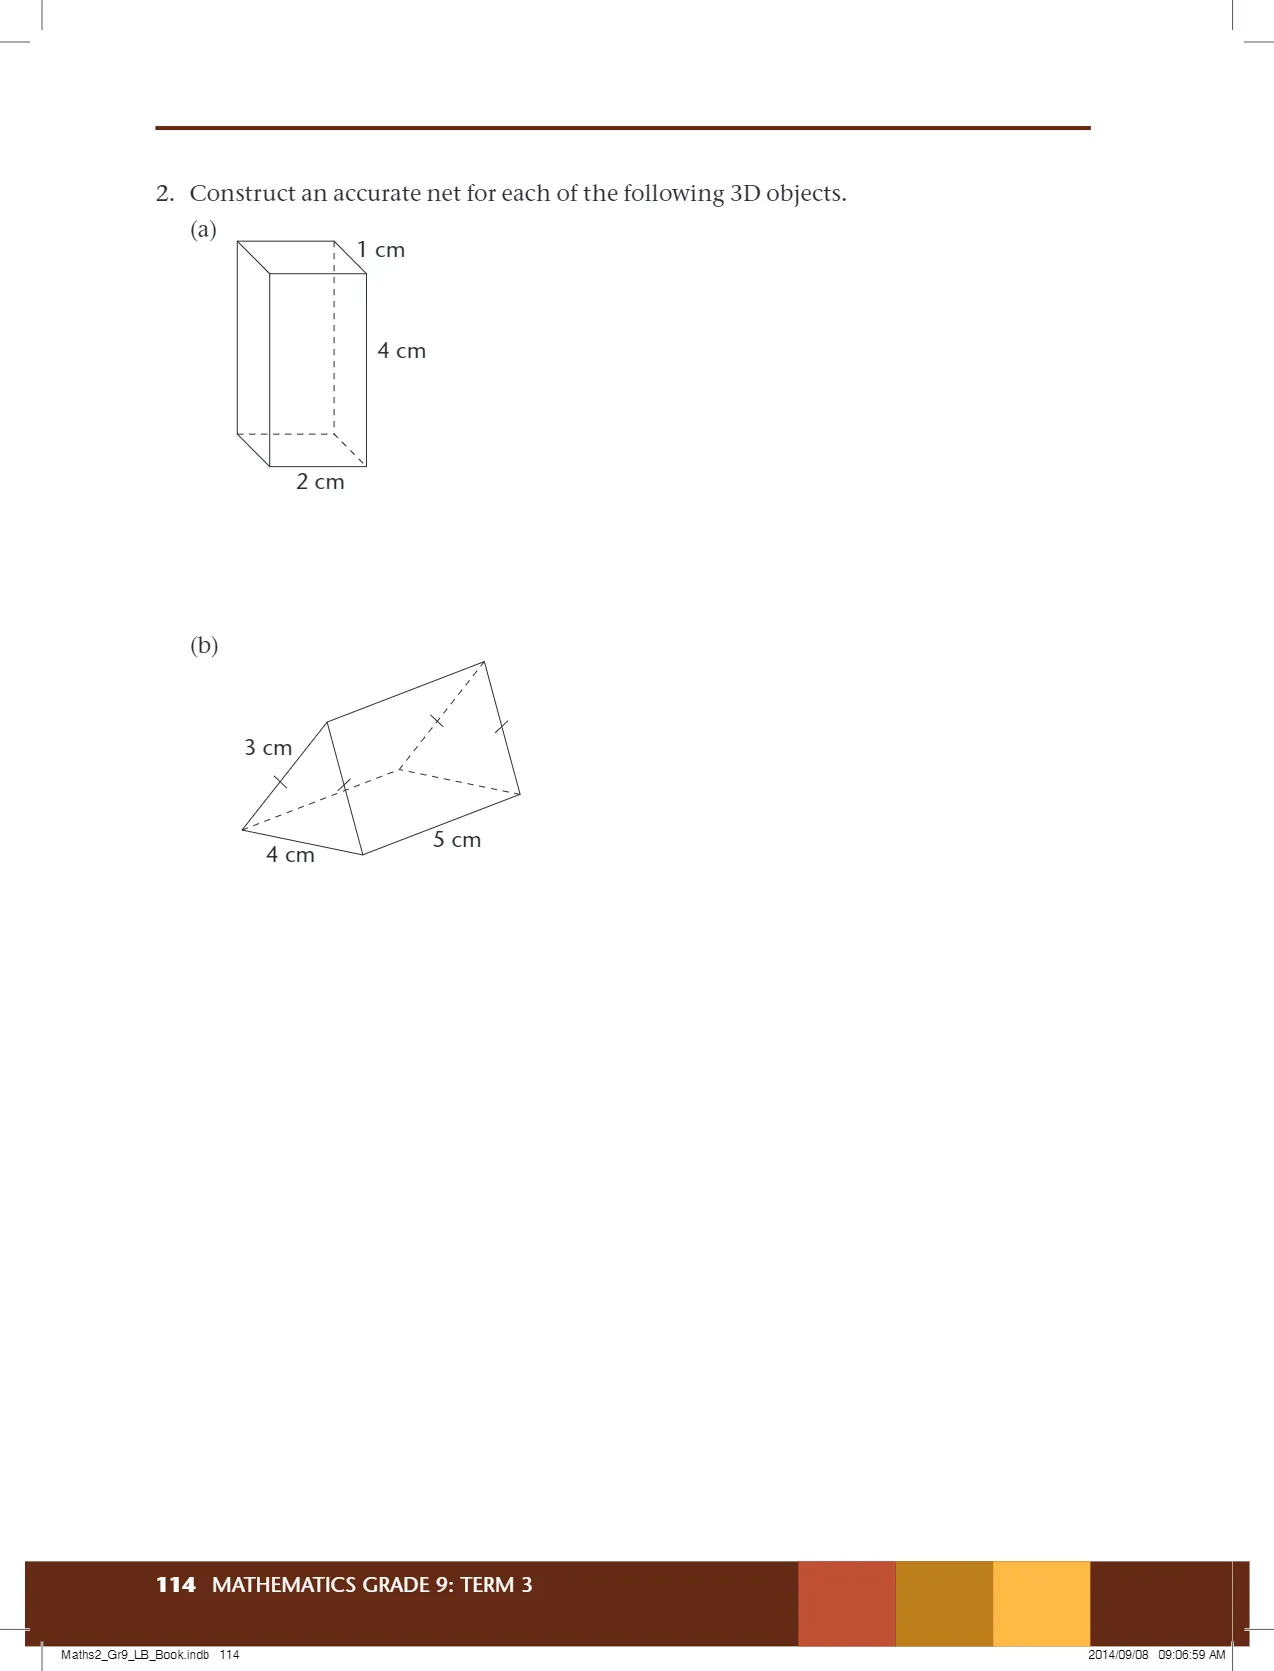 2. Construct an accurate net for each of the following 3D objects.
(a)
1 cm
4 cm
2 cm
(b)
3 cm
5 cm
4 cm
114 MATHEMATICS GRADE 9: TERM 3
Maths2_Gr9_LB_Book.indb 114
2014/09/08 09:06:59 AM